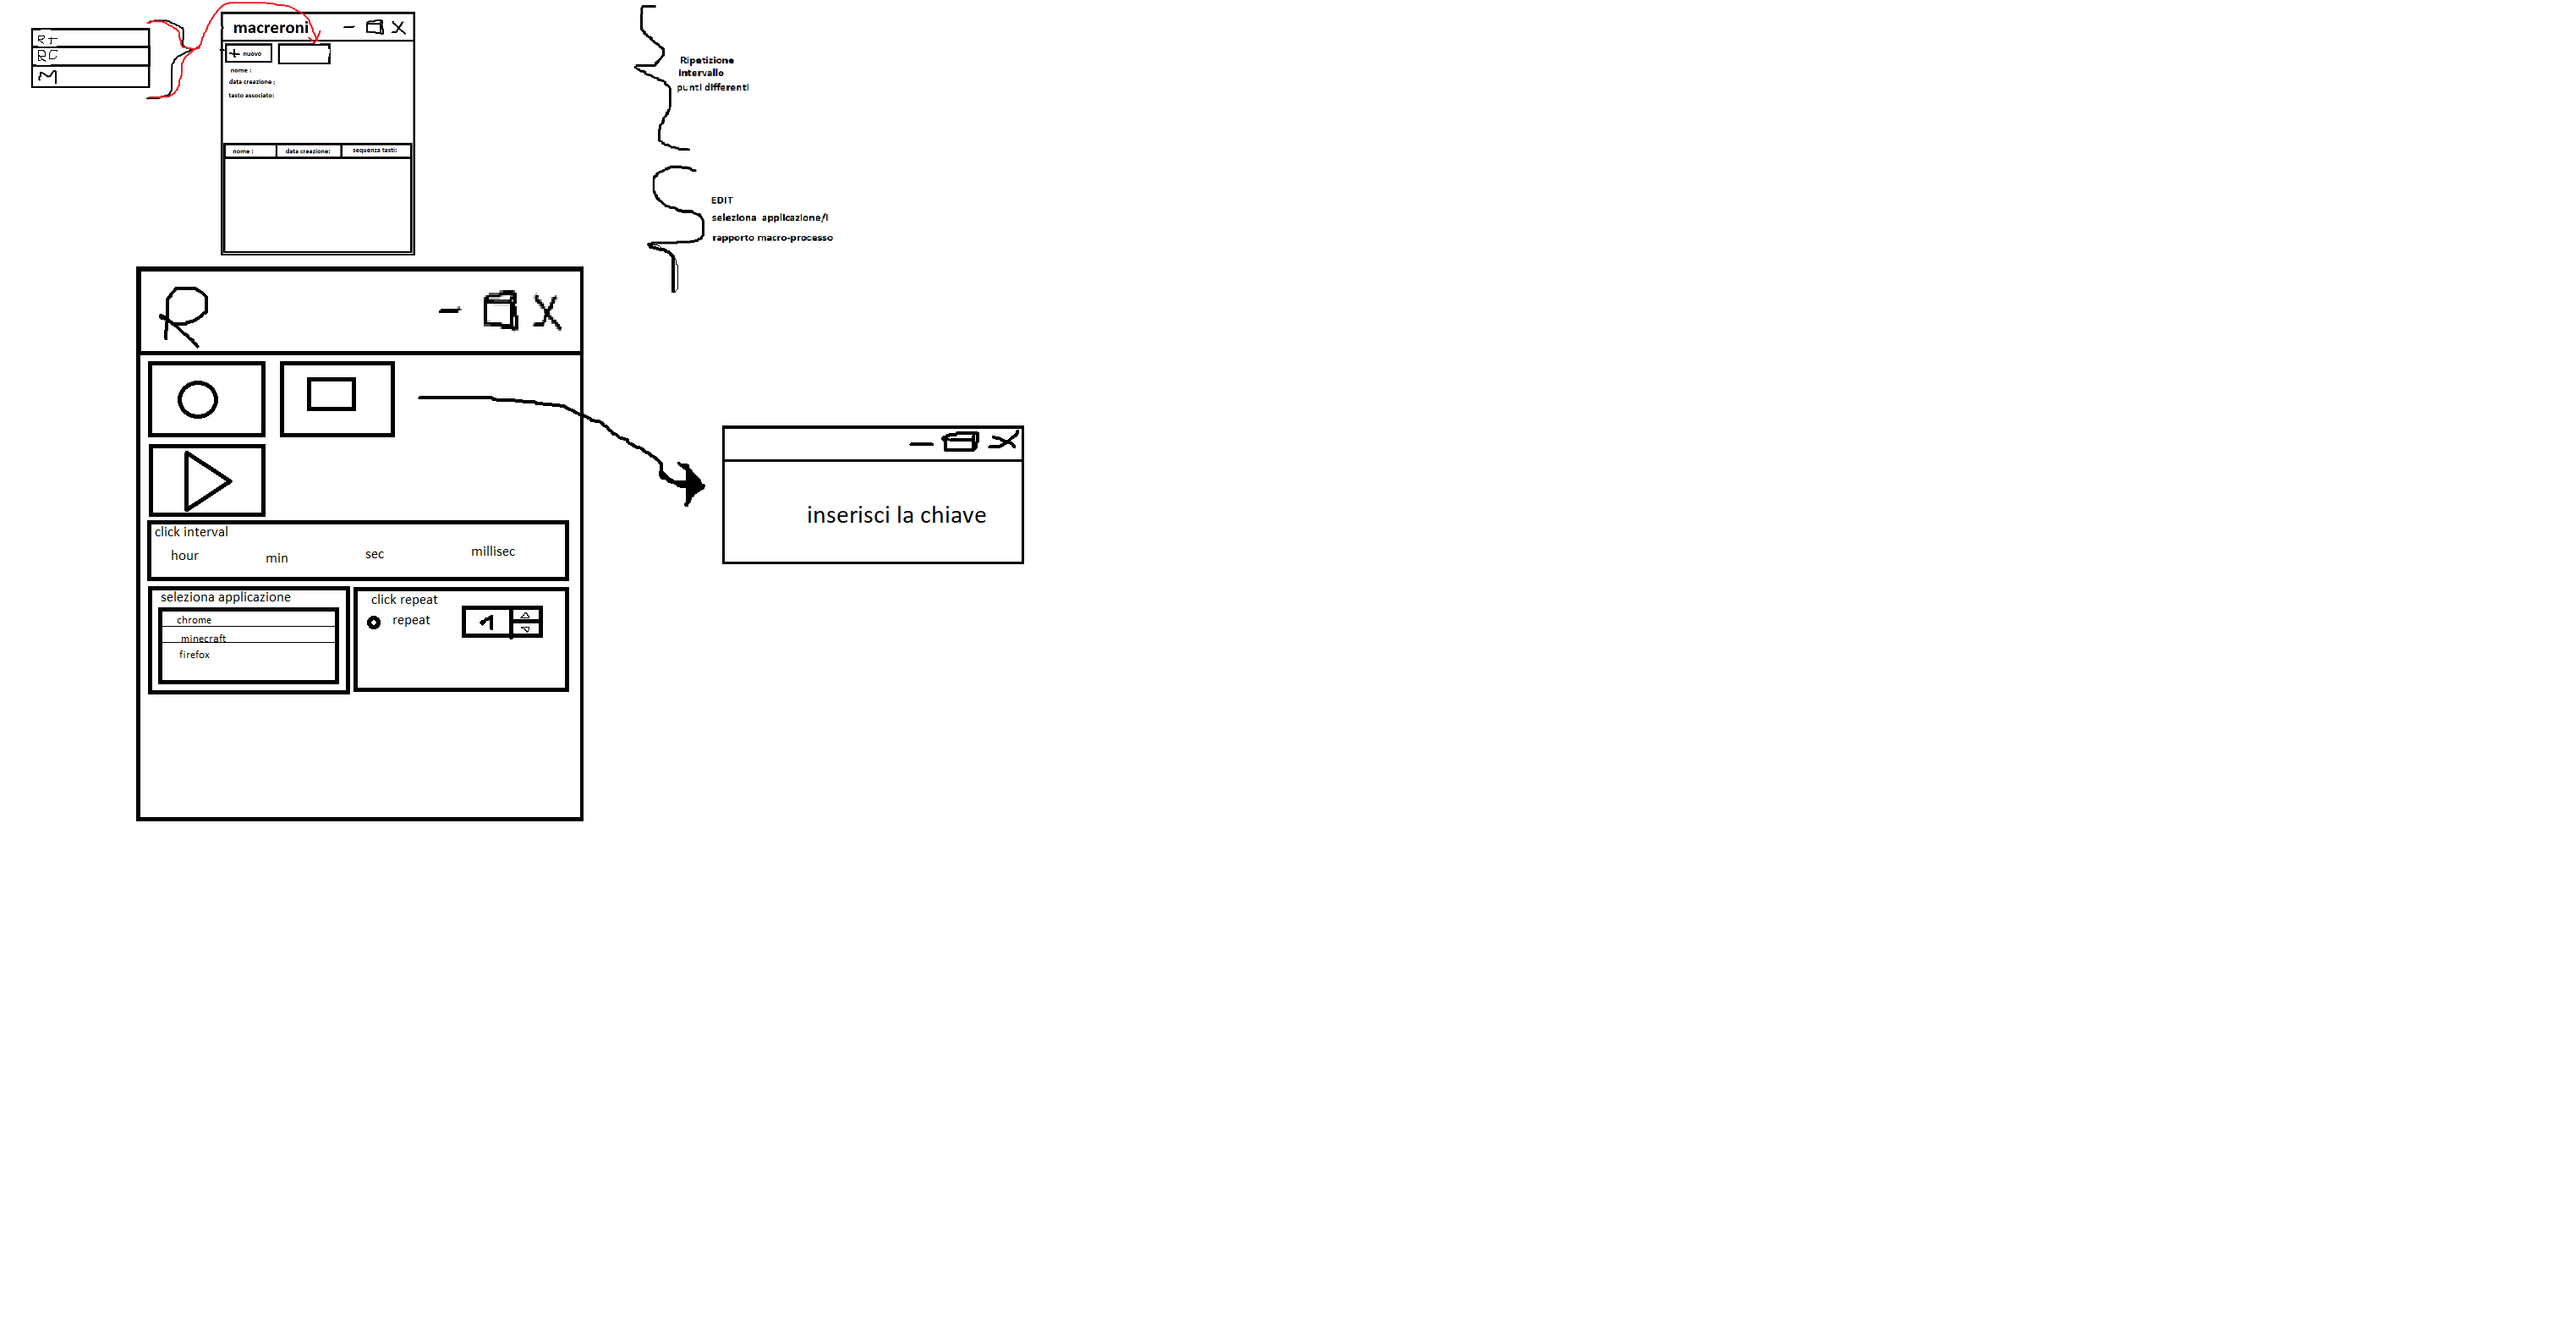 macreroni
R+
RC
M
+ nuovo
nome :
data creazione :
tasto associato:
nome :
data creazione:
sequenza tasti:
Ripetizione
Intervallo
punti differenti
EDIT
seleziona applicazione/i
rapporto macro-processo
R
inserisci la chiave
click interval
hour min sec millisec
seleziona applicazione
chrome
minecraft
firefox
click repeat
repeat 1